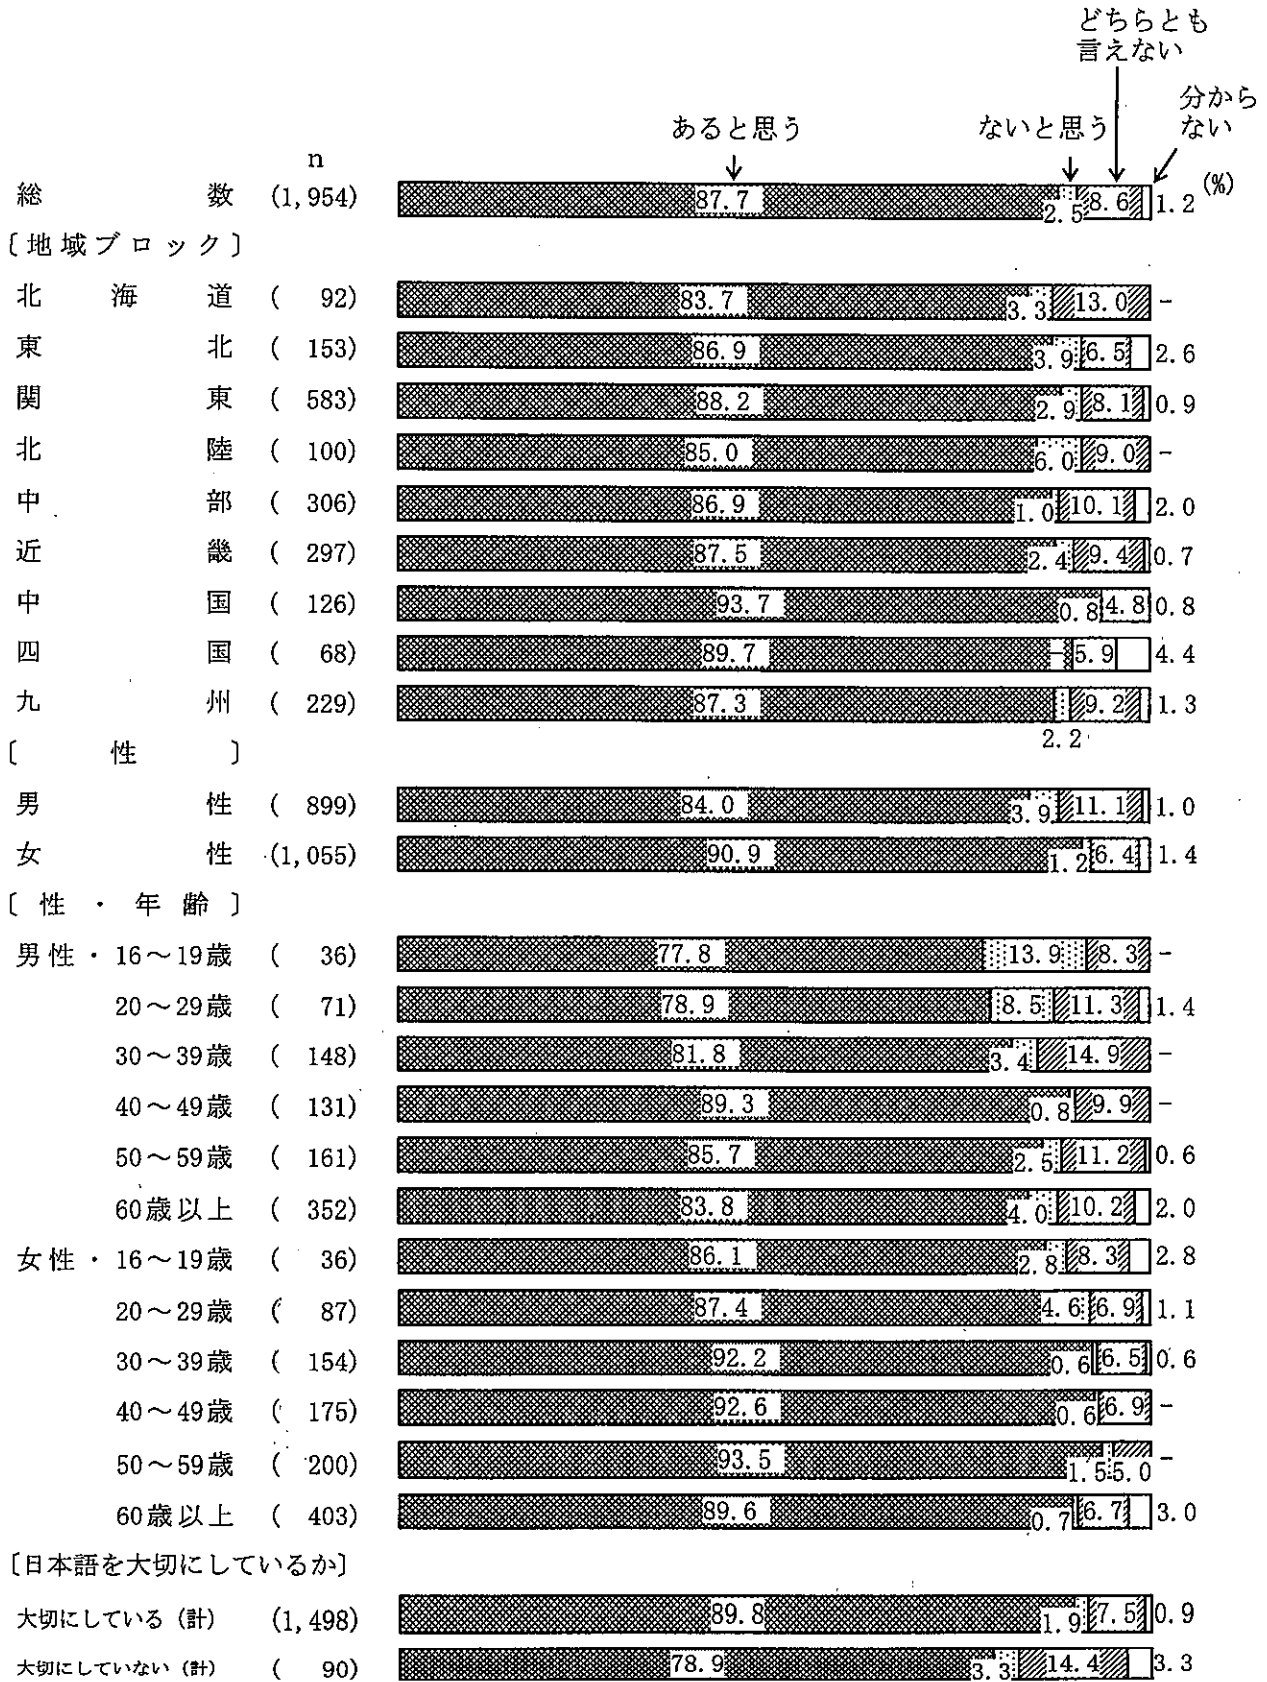 どちらとも
言えない
分から
ない
あると思う ないと思う
n
総数 (1,954) 87.7 2.5 8.6 1.2 (%)
〔地域ブロック〕
北海道 ( 92) 83.7 3.3 13.0 -
東北 ( 153) 86.9 3.9 6.5 2.6
関東 ( 583) 88.2 2.9 8.1 0.9
北陸 ( 100) 85.0 6.0 9.0 -
中部 ( 306) 86.9 1.0 10.1 2.0
近畿 ( 297) 87.5 2.4 9.4 0.7
中国 ( 126) 93.7 0.8 4.8 0.8
四国 ( 68) 89.7 - 5.9 4.4
九州 ( 229) 87.3 9.2 1.3
2.2
〔性〕
男性 ( 899) 84.0 3.9 11.1 1.0
女性 (1,055) 90.9 1.2 6.4 1.4
〔性・年齢〕
男性・16～19歳 ( 36) 77.8 13.9 8.3 -
20～29歳 ( 71) 78.9 8.5 11.3 1.4
30～39歳 ( 148) 81.8 3.4 14.9 -
40～49歳 ( 131) 89.3 0.8 9.9 -
50～59歳 ( 161) 85.7 2.5 11.2 0.6
60歳以上 ( 352) 83.8 4.0 10.2 2.0
女性・16～19歳 ( 36) 86.1 2.8 8.3 2.8
20～29歳 ( 87) 87.4 4.6 6.9 1.1
30～39歳 ( 154) 92.2 0.6 6.5 0.6
40～49歳 ( 175) 92.6 0.6 6.9 -
50～59歳 ( 200) 93.5 1.5 5.0 -
60歳以上 ( 403) 89.6 0.7 6.7 3.0
〔日本語を大切にしているか〕
大切にしている（計） (1,498) 89.8 1.9 7.5 0.9
大切にしていない（計） ( 90) 78.9 3.3 14.4 3.3